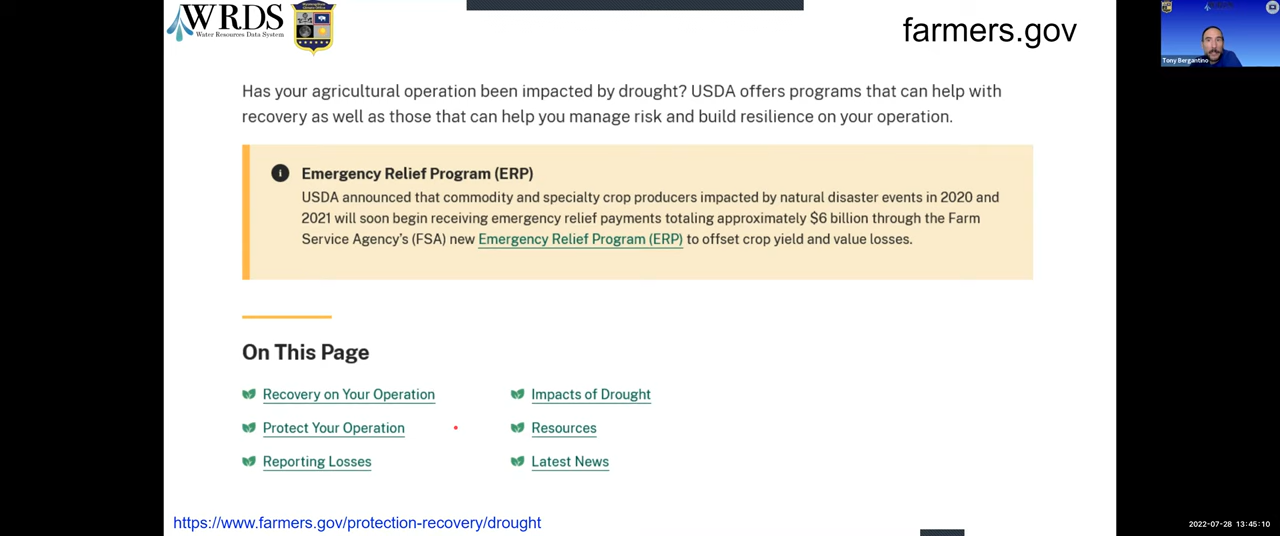 WRDS
Water Resources Data System
farmers.gov
Tony Bergantino
Has your agricultural operation been impacted by drought? USDA offers programs that can help with
recovery as well as those that can help you manage risk and build resilience on your operation.
Emergency Relief Program (ERP)
USDA announced that commodity and specialty crop producers impacted by natural disaster events in 2020 and
2021 will soon begin receiving emergency relief payments totaling approximately $6 billion through the Farm
Service Agency's (FSA) new Emergency Relief Program (ERP) to offset crop yield and value losses.
On This Page
Recovery on Your Operation
Impacts of Drought
Protect Your Operation
Resources
Reporting Losses
Latest News
https://www.farmers.gov/protection-recovery/drought
2022-07-28 13:45:10